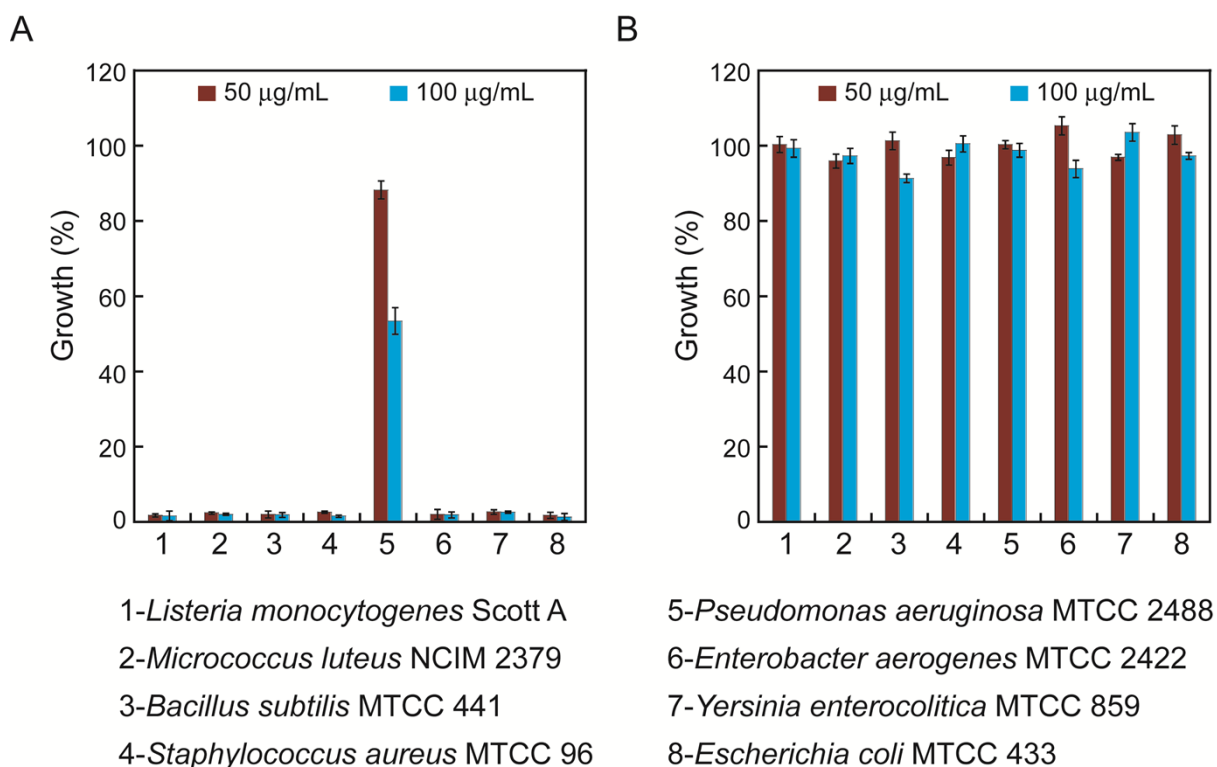 A
B
120
100
80
60
40
20
0
Growth (%)
50 μg/mL
100 μg/mL
1 2 3 4 5 6 7 8
120
100
80
60
40
20
0
Growth (%)
50 μg/mL
100 μg/mL
1 2 3 4 5 6 7 8
1-Listeria monocytogenes Scott A
2-Micrococcus luteus NCIM 2379
3-Bacillus subtilis MTCC 441
4-Staphylococcus aureus MTCC 96
5-Pseudomonas aeruginosa MTCC 2488
6-Enterobacter aerogenes MTCC 2422
7-Yersinia enterocolitica MTCC 859
8-Escherichia coli MTCC 433